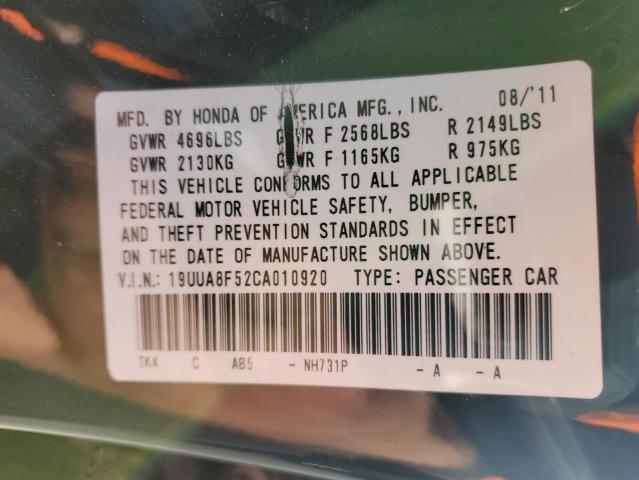 MFD. BY HONDA OF AMERICA MFG., INC. 08/'11
GVWR 4696LBS GAWR F 2568LBS R 2149LBS
GVWR 2130KG GAWR F 1165KG R 975KG
THIS VEHICLE CONFORMS TO ALL APPLICABLE
FEDERAL MOTOR VEHICLE SAFETY, BUMPER,
AND THEFT PREVENTION STANDARDS IN EFFECT
ON THE DATE OF MANUFACTURE SHOWN ABOVE.
V.I.N.: 19UUA8F52CA010920 TYPE: PASSENGER CAR
TK4 C AB5 - NH731P - A - A